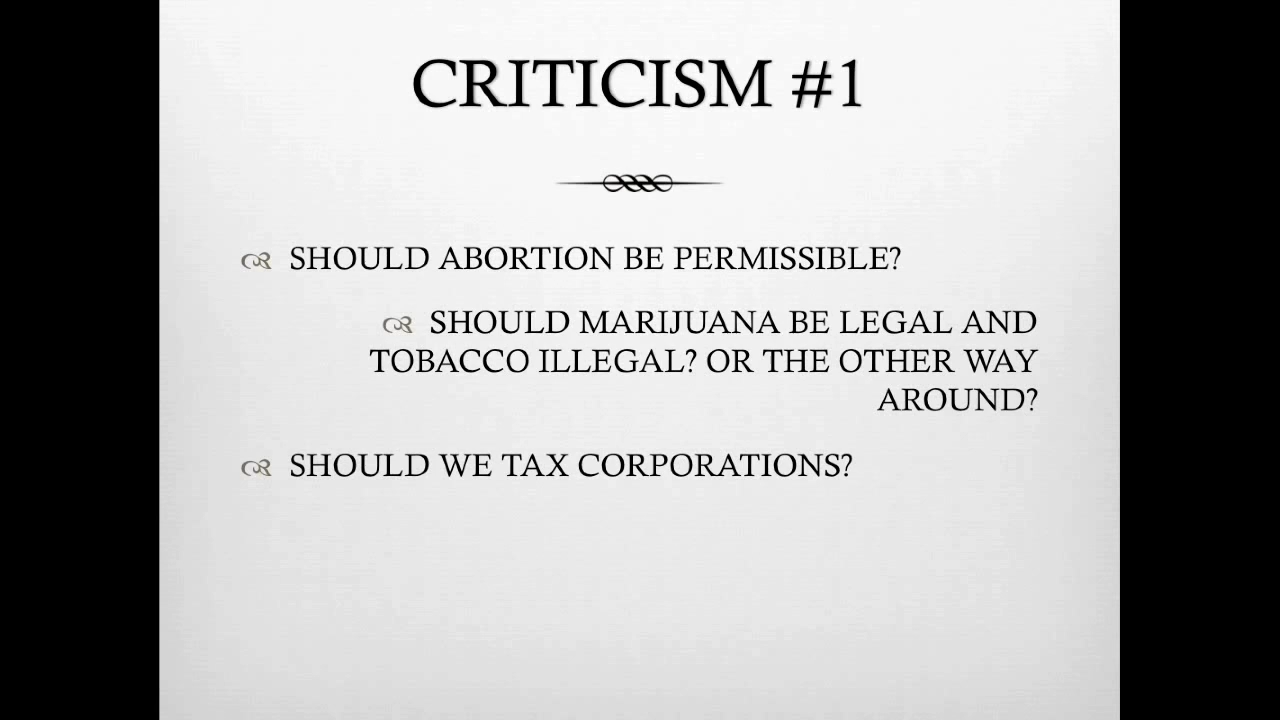 CRITICISM #1
SHOULD ABORTION BE PERMISSIBLE?
SHOULD MARIJUANA BE LEGAL AND
TOBACCO ILLEGAL? OR THE OTHER WAY
AROUND?
SHOULD WE TAX CORPORATIONS?